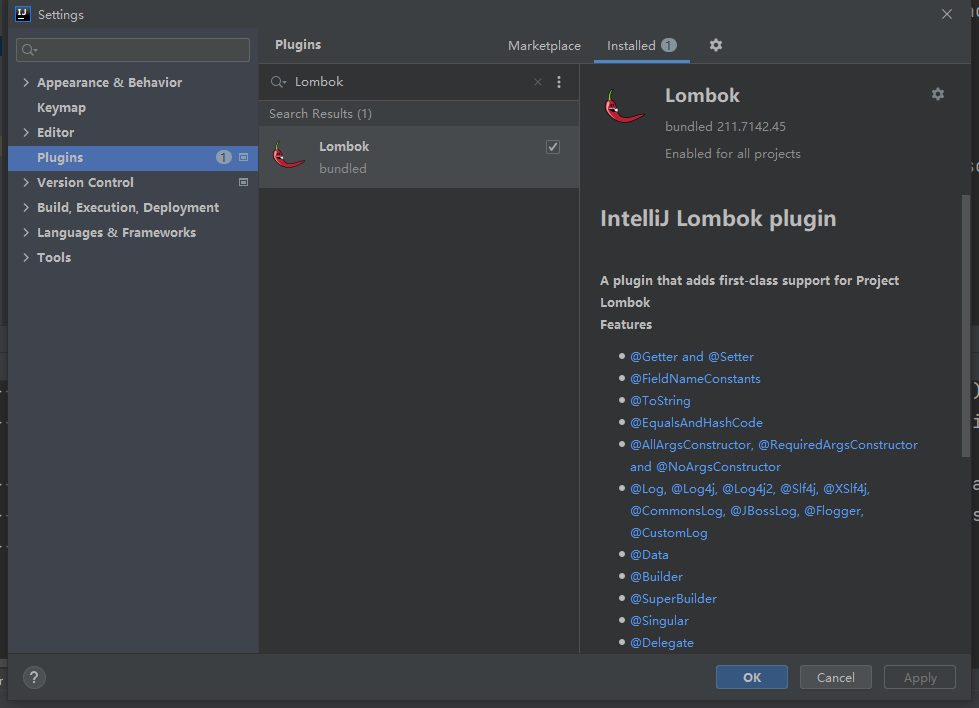 Settings
Plugins
Marketplace
Installed 1
Appearance & Behavior
Keymap
Editor
Plugins 1
Version Control
Build, Execution, Deployment
Languages & Frameworks
Tools
Lombok
Search Results (1)
Lombok
bundled
Lombok
bundled 211.7142.45
Enabled for all projects
IntelliJ Lombok plugin
A plugin that adds first-class support for Project
Lombok
Features
@Getter and @Setter
@FieldNameConstants
@ToString
@EqualsAndHashCode
@AllArgsConstructor, @RequiredArgsConstructor
and @NoArgsConstructor
@Log, @Log4j, @Log4j2, @Slf4j, @XSlf4j,
@CommonsLog, @JBossLog, @Flogger,
@CustomLog
@Data
@Builder
@SuperBuilder
@Singular
@Delegate
?
OK
Cancel
Apply